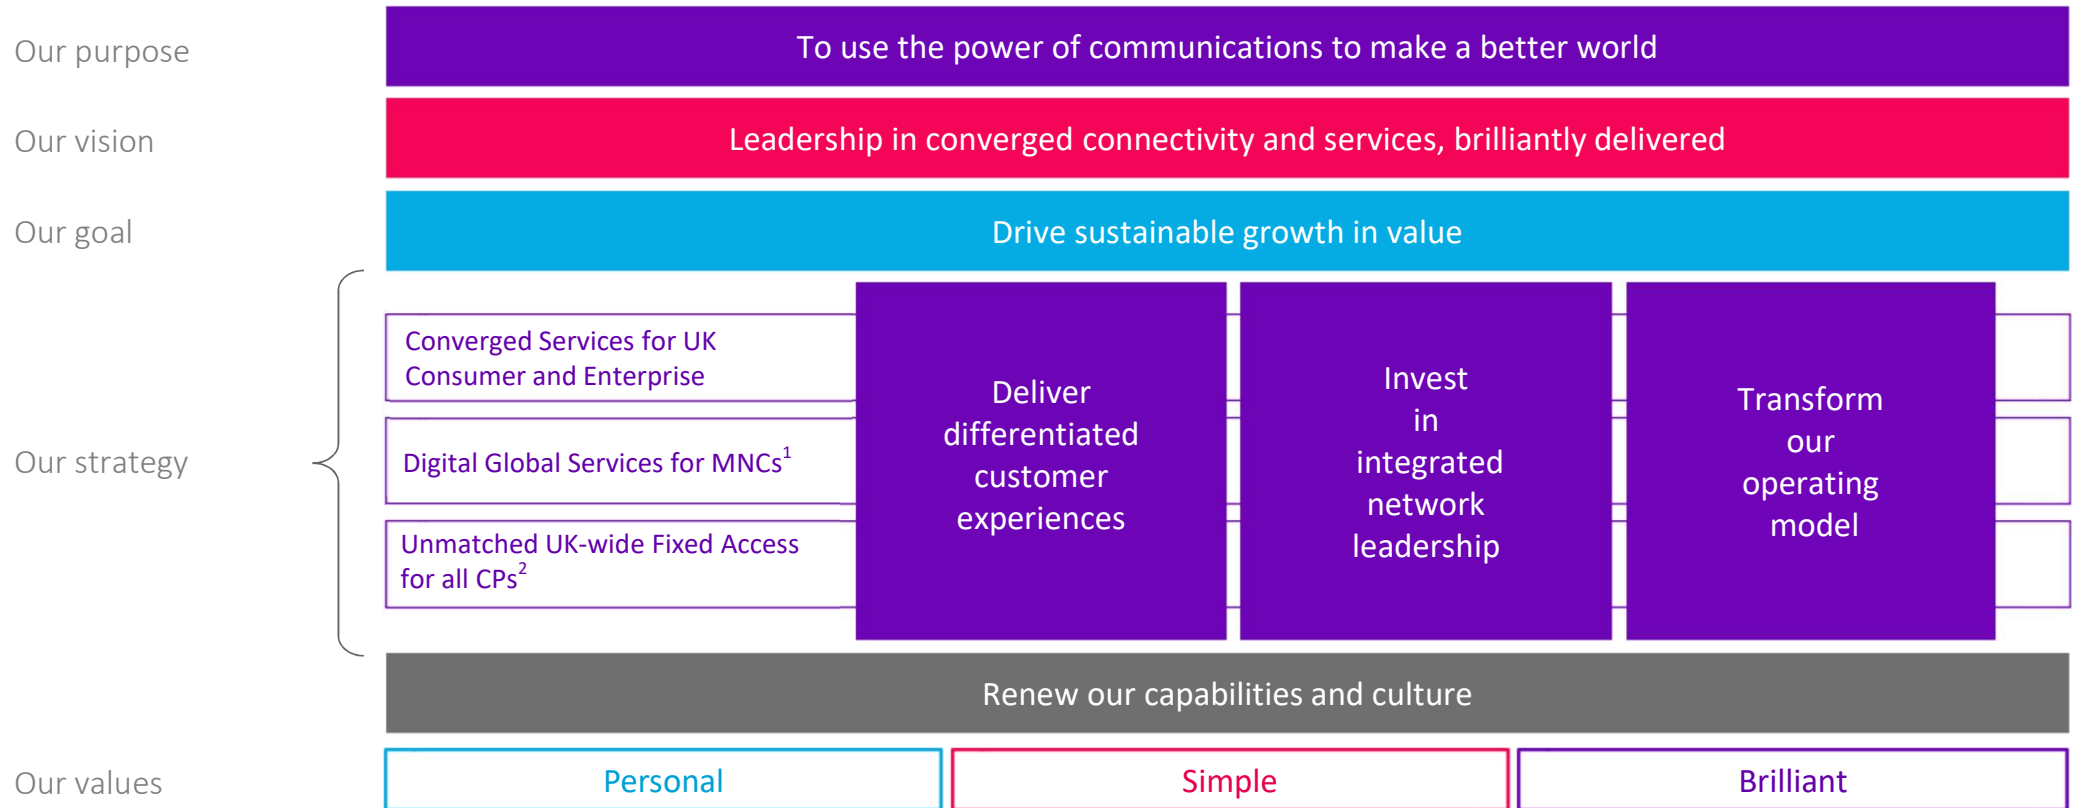 Our purpose
To use the power of communications to make a better world
Our vision
Leadership in converged connectivity and services, brilliantly delivered
Our goal
Drive sustainable growth in value
Our strategy
Converged Services for UK
Consumer and Enterprise
Digital Global Services for MNCs¹
Unmatched UK-wide Fixed Access
for all CPs²
Deliver
differentiated
customer
experiences
Invest
in
integrated
network
leadership
Transform
our
operating
model
Renew our capabilities and culture
Our values
Personal
Simple
Brilliant